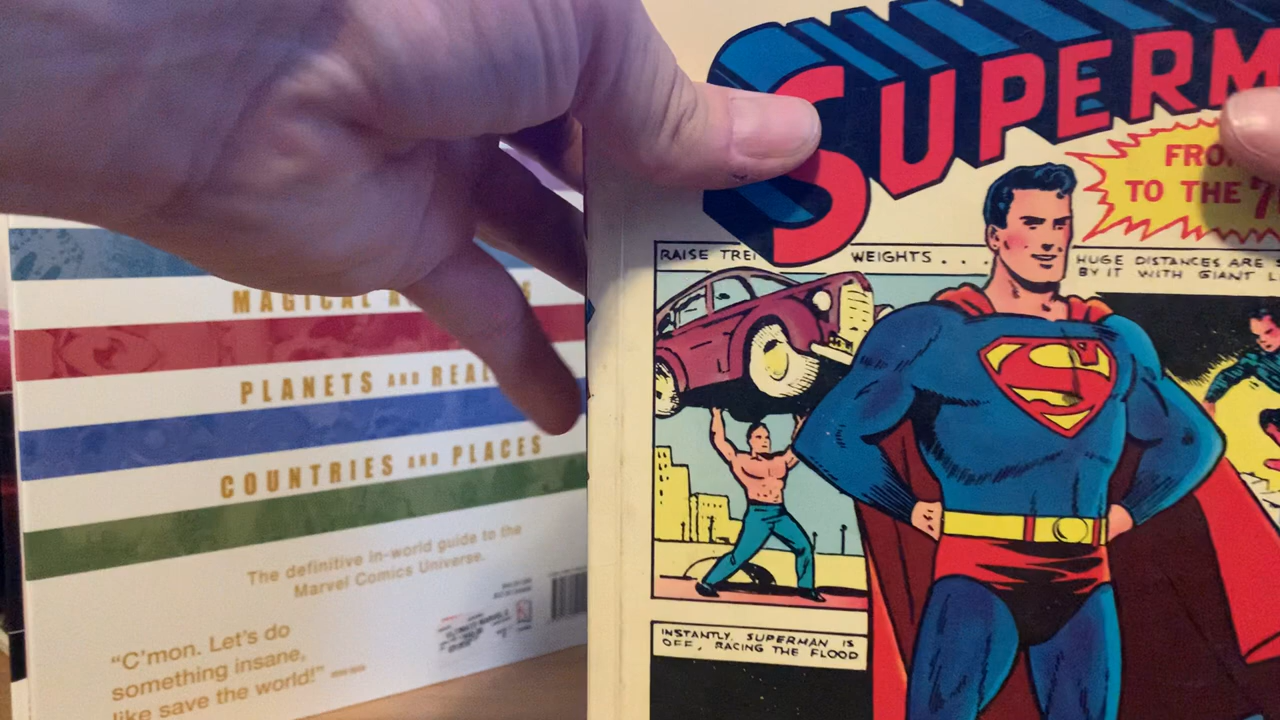 MAGICAL
PLANETS AND
COUNTRIES AND PLACES
The definitive in-world guide to the
Marvel Comics Universe.
"C'mon. Let's do
something insane,
like save the world!"
SUPERM
FRO
TO THE 7
RAISE TRE WEIGHTS . . .
HUGE DISTANCES ARE
BY IT WITH GIANT L
S
INSTANTLY, SUPERMAN IS
OFF, RACING THE FLOOD